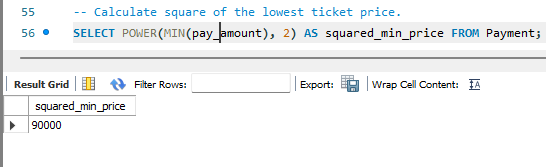 55 -- Calculate square of the lowest ticket price.
56 SELECT POWER(MIN(pay_amount), 2) AS squared_min_price FROM Payment;
Result Grid Filter Rows: Export: Wrap Cell Content: IA
squared_min_price
90000